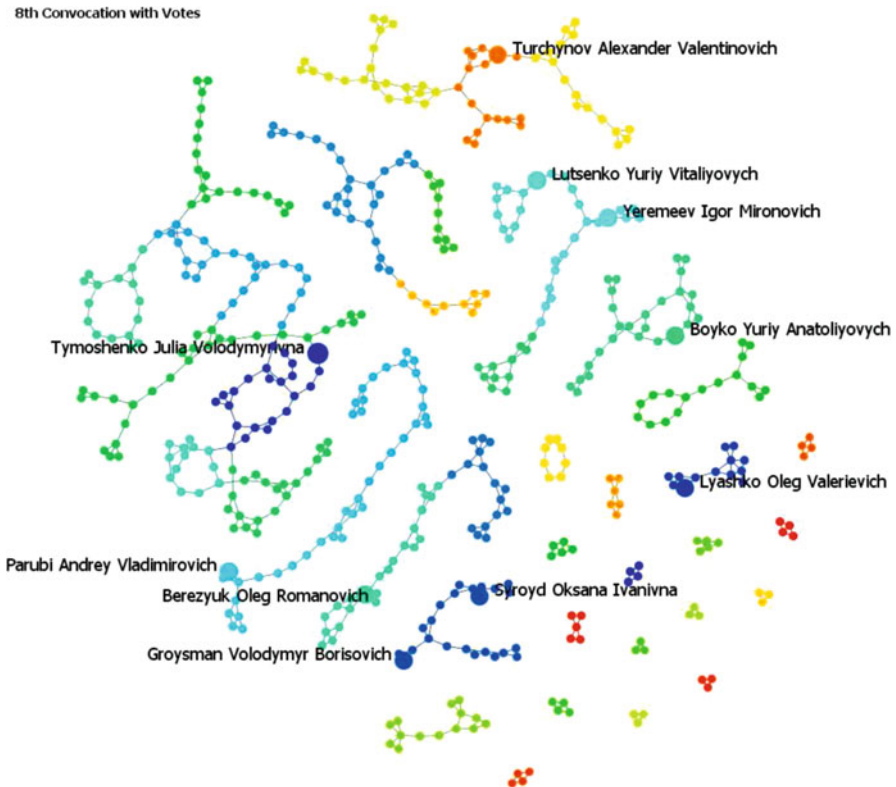 8th Convocation with Votes
Turchynov Alexander Valentinovich
Lutsenko Yuriy Vitaliyovych
Yeremeev Igor Mironovich
Boyko Yuriy Anatoliyovych
Tymoshenko Julia Volodymyrivna
Lyashko Oleg Valerievich
Parubi Andrey Vladimirovich
Berezyuk Oleg Romanovich
Syroyd Oksana Ivanivna
Groysman Volodymyr Borisovich